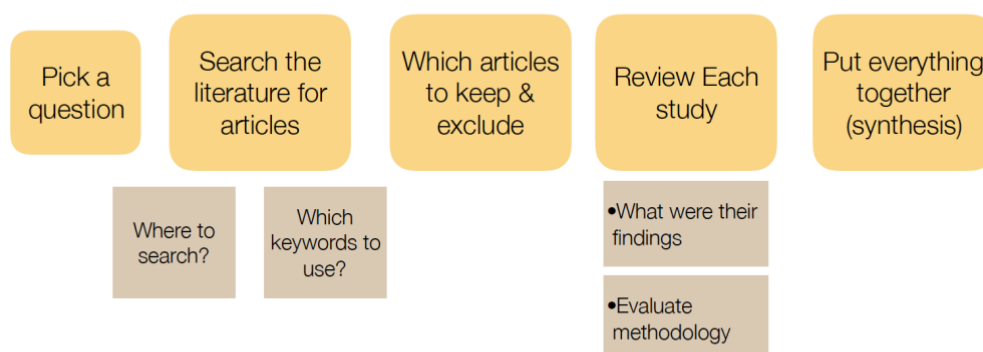 Pick a
question
Search the
literature for
articles
Which articles
to keep &
exclude
Review Each
study
Put everything
together
(synthesis)
Where to
search?
Which
keywords to
use?
•What were their
findings
•Evaluate
methodology